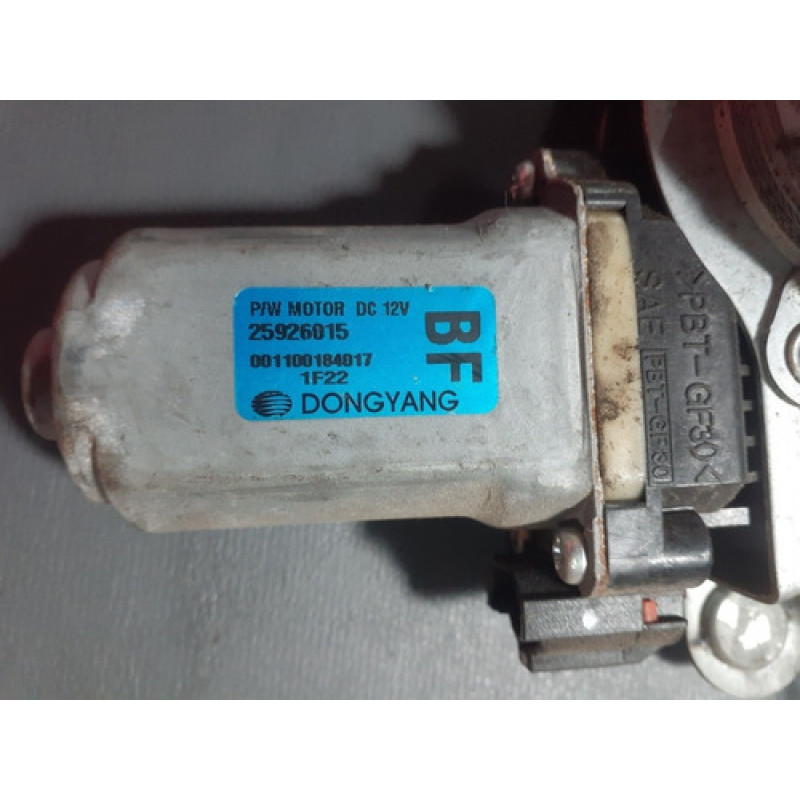 P/W MOTOR DC 12V
25926015
001100184017
1F22
DONGYANG
BF
SAE PBT-GF30
>PBT-GF30<